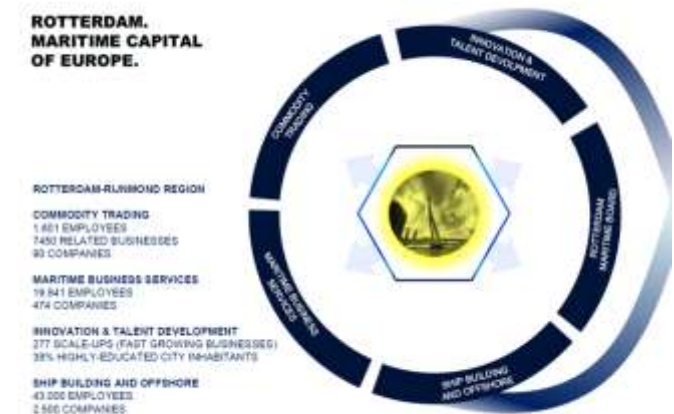 ROTTERDAM.
MARITIME CAPITAL
OF EUROPE.
INNOVATION &
TALENT DEVOLPMENT
COMMODITY
TRADING
ROTTERDAM
MARITIME BOARD
MARITIME BUSINESS
SERVICES
SHIP BUILDING
AND OFFSHORE
ROTTERDAM-RIJNMOND REGION
COMMODITY TRADING
1.601 EMPLOYEES
7450 RELATED BUSINESSES
93 COMPANIES
MARITIME BUSINESS SERVICES
19.841 EMPLOYEES
474 COMPANIES
INNOVATION & TALENT DEVELOPMENT
277 SCALE-UPS (FAST GROWING BUSINESSES)
38% HIGHLY-EDUCATED CITY INHABITANTS
SHIP BUILDING AND OFFSHORE
43.000 EMPLOYEES
2.500 COMPANIES